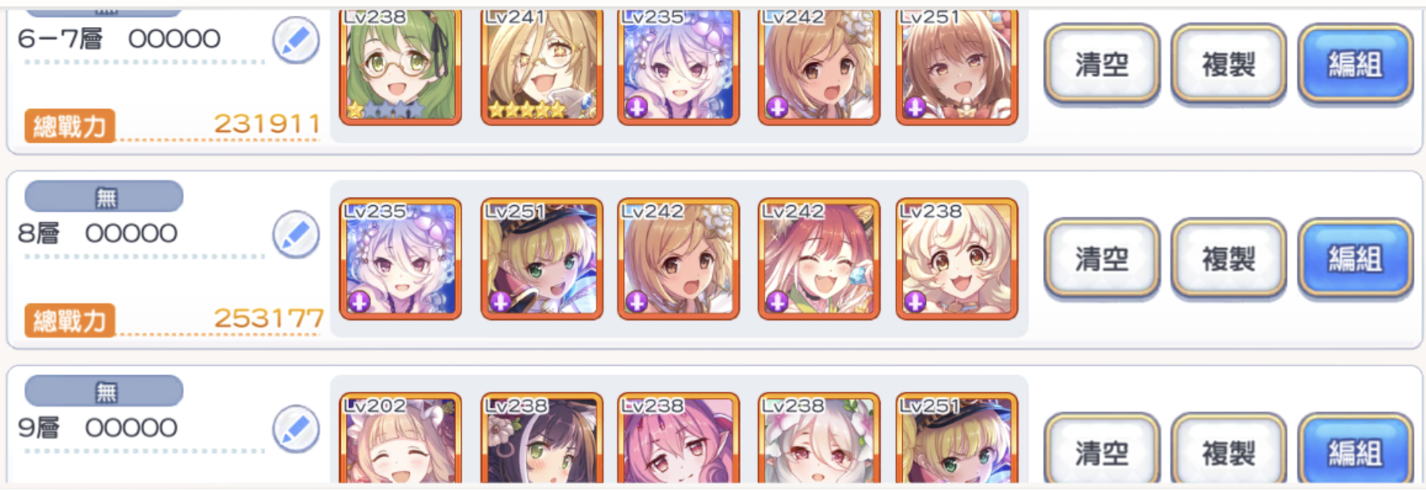 6－7層 00000
Lv238 Lv241 Lv235 Lv242 Lv251
清空 複製 編組
總戰力 231911
無
8層 00000
Lv235 Lv251 Lv242 Lv242 Lv238
清空 複製 編組
總戰力 253177
無
9層 00000
Lv202 Lv238 Lv238 Lv238 Lv251
清空 複製 編組